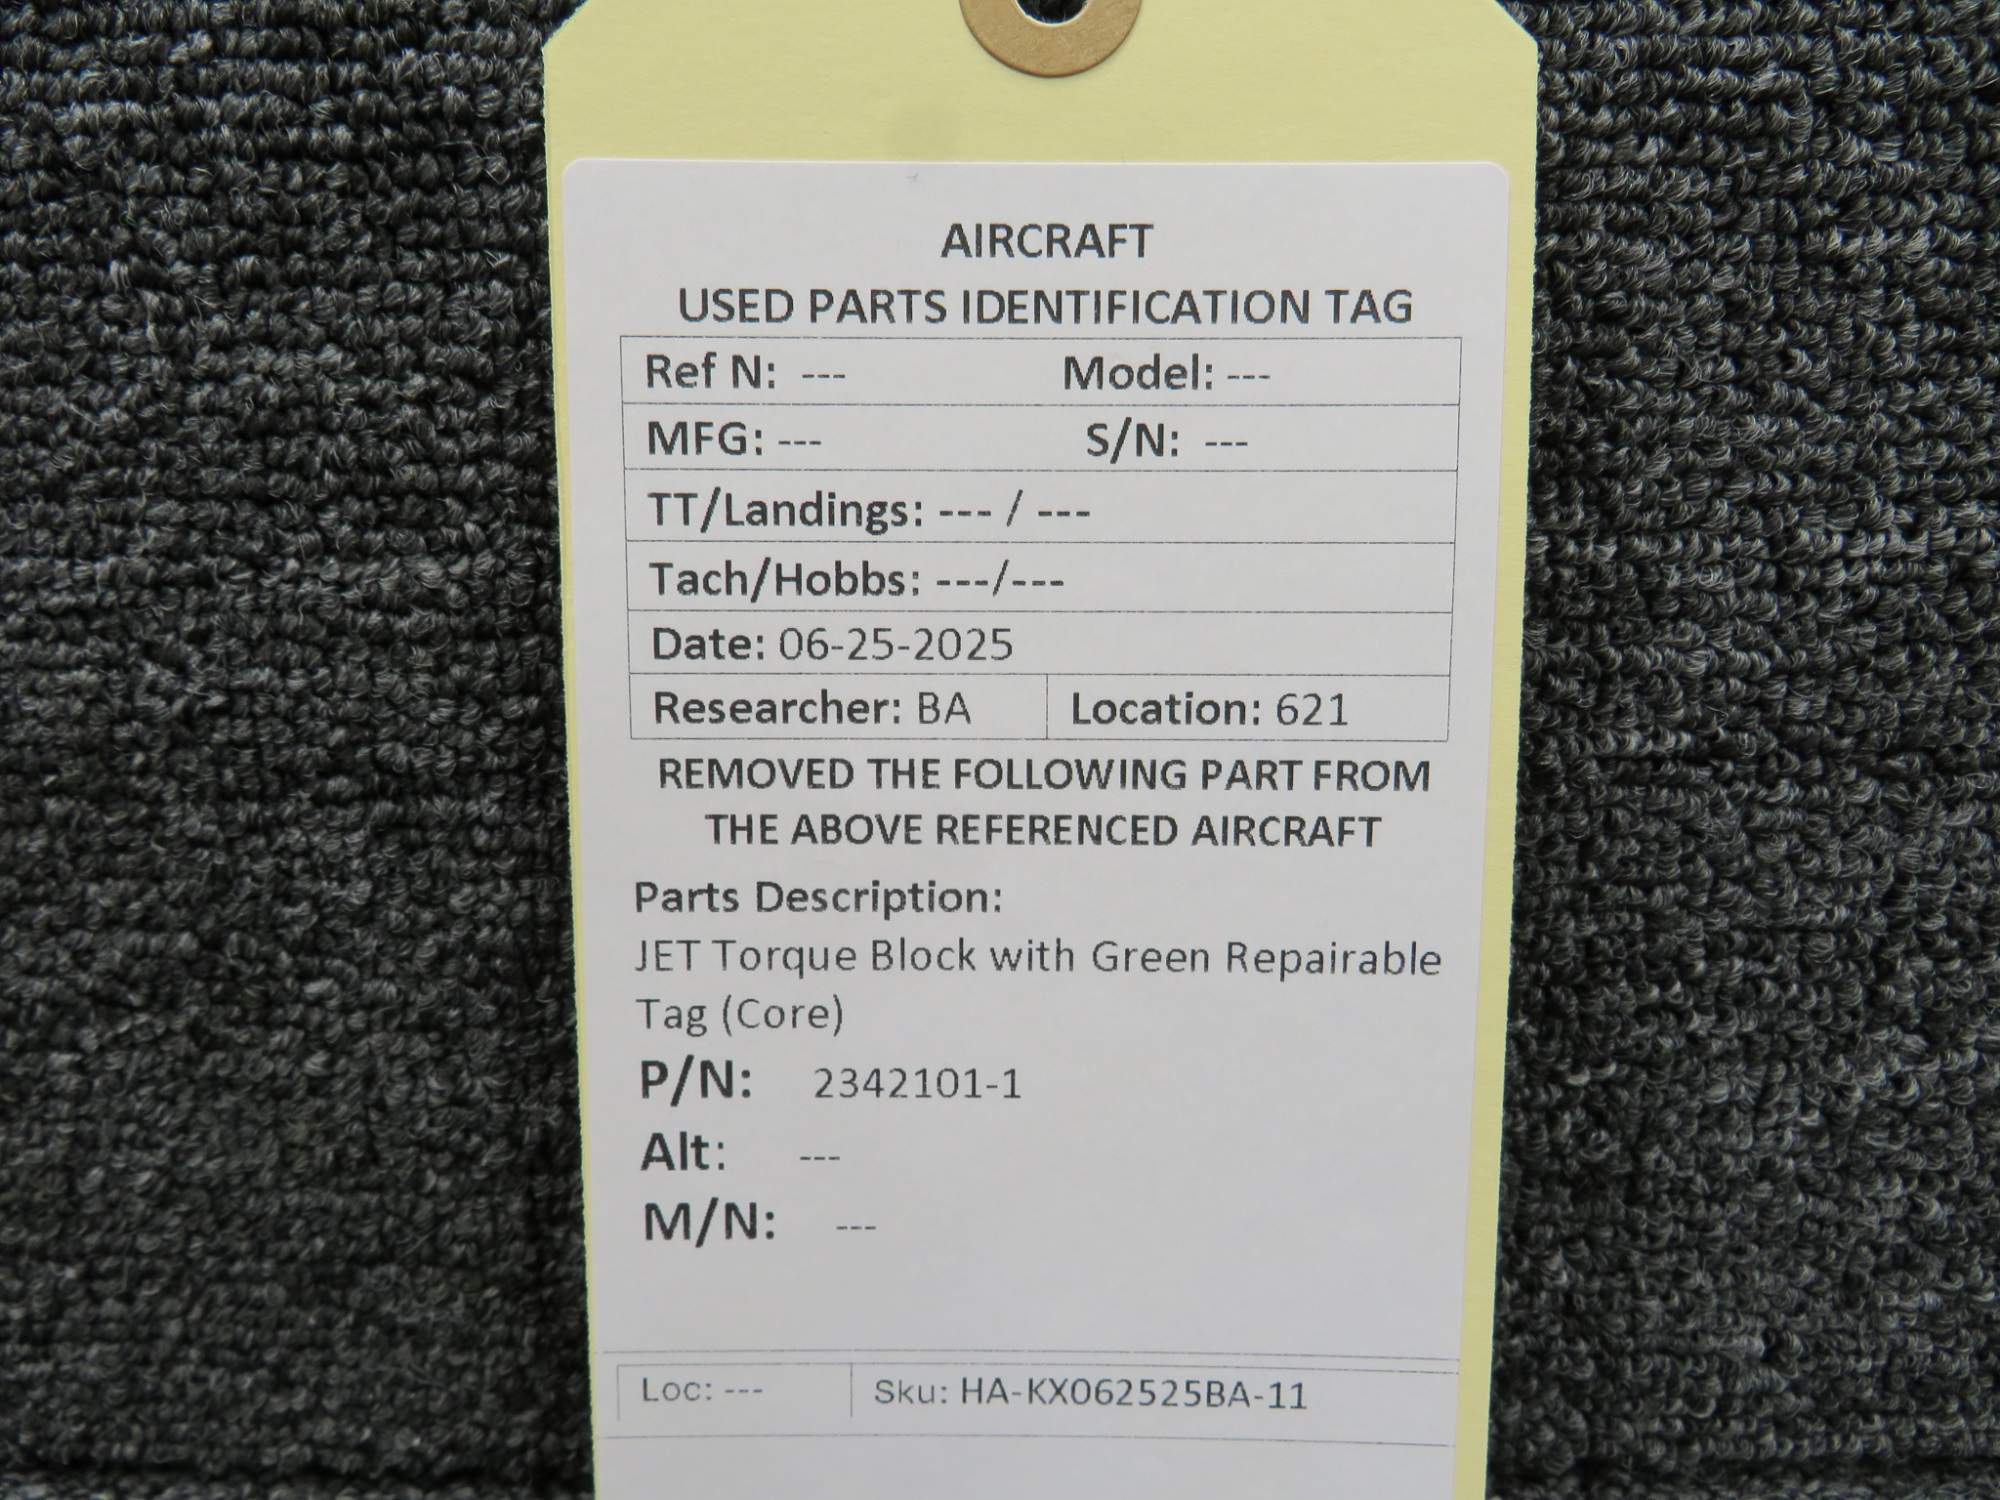 AIRCRAFT
USED PARTS IDENTIFICATION TAG
Ref N: --- Model: ---
MFG: --- S/N: ---
TT/Landings: --- / ---
Tach/Hobbs: ---/---
Date: 06-25-2025
Researcher: BA Location: 621
REMOVED THE FOLLOWING PART FROM
THE ABOVE REFERENCED AIRCRAFT
Parts Description:
JET Torque Block with Green Repairable
Tag (Core)
P/N: 2342101-1
Alt: ---
M/N: ---
Loc: --- Sku: HA-KX062525BA-11